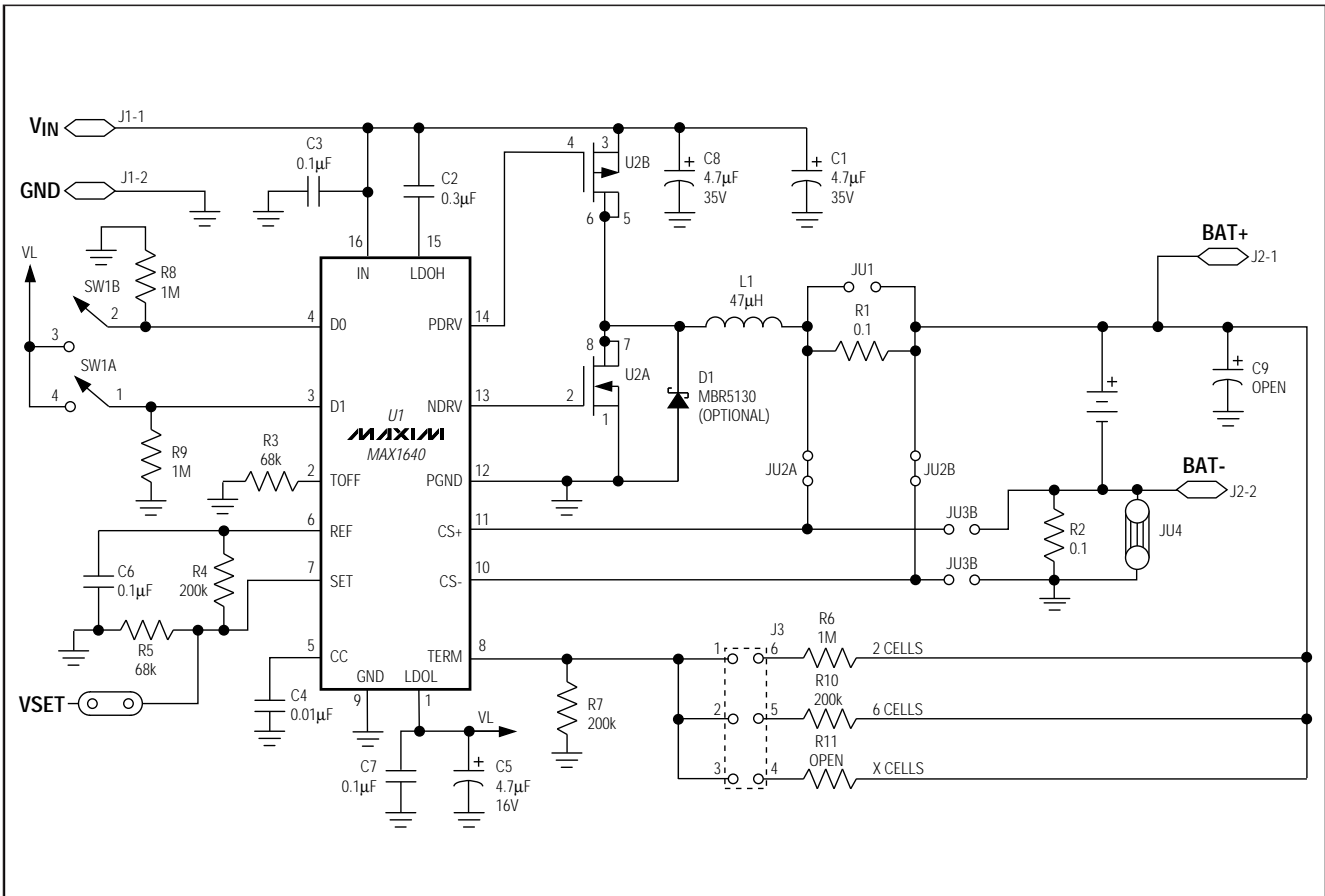 VIN
J1-1
GND
J1-2
C3
0.1µF
C2
0.3µF
4
3
U2B
6
5
C8
4.7µF
35V
C1
4.7µF
35V
BAT+
J2-1
VL
SW1B
2
3
R8
1M
SW1A
1
4
R9
1M
16
15
IN
LDOH
4
D0
PDRV
14
3
D1
NDRV
13
U1
MAXIM
MAX1640
2
TOFF
PGND
12
6
REF
CS+
11
7
SET
CS-
10
5
CC
TERM
8
GND
LDOL
9
1
8
7
U2A
2
1
D1
MBR5130
(OPTIONAL)
L1
47µH
JU1
R1
0.1
JU2A
JU2B
C9
OPEN
BAT-
J2-2
JU3B
JU3B
R2
0.1
JU4
R3
68k
C6
0.1µF
R4
200k
R5
68k
VSET
C4
0.01µF
C7
0.1µF
VL
C5
4.7µF
16V
R7
200k
J3
1
6
R6
1M
2 CELLS
2
5
R10
200k
6 CELLS
3
4
R11
OPEN
X CELLS